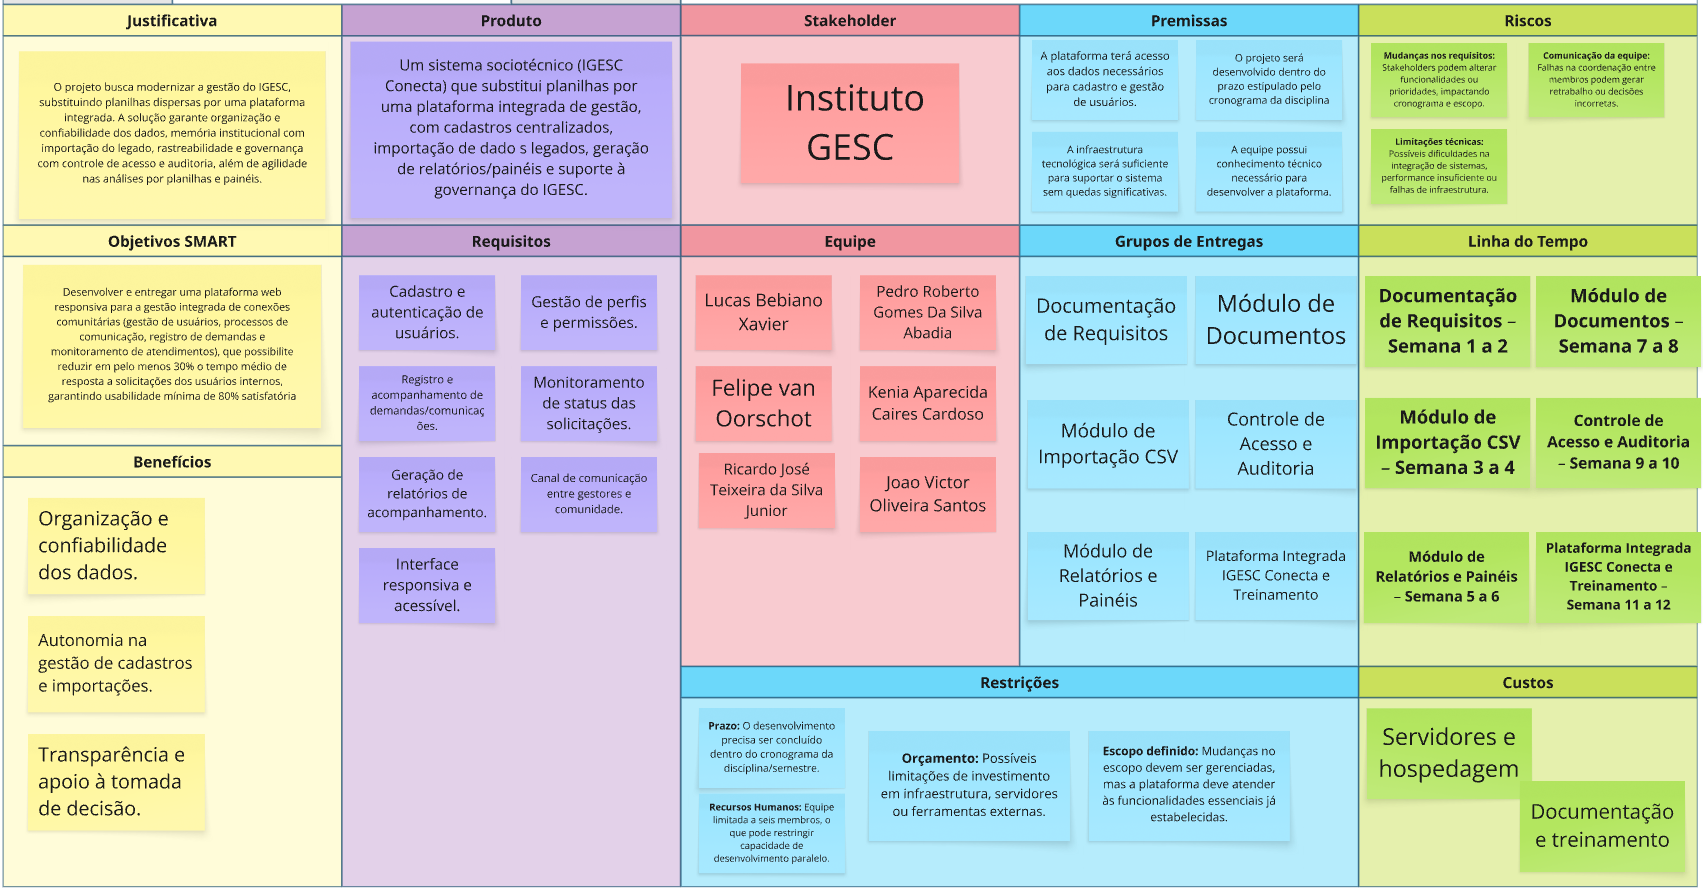 Justificativa
O projeto busca modernizar a gestão do IGESC,
substituindo planilhas dispersas por uma plataforma
integrada. A solução garante organização e
confiabilidade dos dados, memória institucional com
importação do legado, rastreabilidade e governança
com controle de acesso e auditoria, além de agilidade
nas análises por planilhas e painéis.
Produto
Um sistema sociotécnico (IGESC
Conecta) que substitui planilhas por
uma plataforma integrada de gestão,
com cadastros centralizados,
importação de dado s legados, geração
de relatórios/painéis e suporte à
governança do IGESC.
Stakeholder
Instituto
GESC
Premissas
A plataforma terá acesso
aos dados necessários
para cadastro e gestão
de usuários.
O projeto será
desenvolvido dentro do
prazo estipulado pelo
cronograma da disciplina
A infraestrutura
tecnológica será suficiente
para suportar o sistema
sem quedas significativas.
A equipe possui
conhecimento técnico
necessário para
desenvolver a plataforma.
Riscos
Mudanças nos requisitos:
Stakeholders podem alterar
funcionalidades ou
prioridades, impactando
cronograma e escopo.
Comunicação da equipe:
Falhas na coordenação entre
membros podem gerar
retrabalho ou decisões
incorretas.
Limitações técnicas:
Possíveis dificuldades na
integração de sistemas,
performance insuficiente ou
falhas de infraestrutura.
Objetivos SMART
Desenvolver e entregar uma plataforma web
responsiva para a gestão integrada de conexões
comunitárias (gestão de usuários, processos de
comunicação, registro de demandas e
monitoramento de atendimentos), que possibilite
reduzir em pelo menos 30% o tempo médio de
resposta a solicitações dos usuários internos,
garantindo usabilidade mínima de 80% satisfatória
Benefícios
Organização e
confiabilidade
dos dados.
Autonomia na
gestão de cadastros
e importações.
Transparência e
apoio à tomada
de decisão.
Requisitos
Cadastro e
autenticação de
usuários.
Gestão de perfis
e permissões.
Registro e
acompanhamento de
demandas/comunicaç
ões.
Monitoramento
de status das
solicitações.
Geração de
relatórios de
acompanhamento.
Canal de comunicação
entre gestores e
comunidade.
Interface
responsiva e
acessível.
Equipe
Lucas Bebiano
Xavier
Pedro Roberto
Gomes Da Silva
Abadia
Felipe van
Oorschot
Kenia Aparecida
Caires Cardoso
Ricardo José
Teixeira da Silva
Junior
Joao Victor
Oliveira Santos
Grupos de Entregas
Documentação
de Requisitos
Módulo de
Documentos
Módulo de
Importação CSV
Controle de
Acesso e
Auditoria
Módulo de
Relatórios e
Painéis
Plataforma Integrada
IGESC Conecta e
Treinamento
Linha do Tempo
Documentação
de Requisitos –
Semana 1 a 2
Módulo de
Documentos –
Semana 7 a 8
Módulo de
Importação CSV
– Semana 3 a 4
Controle de
Acesso e Auditoria
– Semana 9 a 10
Módulo de
Relatórios e Painéis
– Semana 5 a 6
Plataforma Integrada
IGESC Conecta e
Treinamento –
Semana 11 a 12
Restrições
Prazo: O desenvolvimento
precisa ser concluído
dentro do cronograma da
disciplina/semestre.
Recursos Humanos: Equipe
limitada a seis membros, o
que pode restringir
capacidade de
desenvolvimento paralelo.
Orçamento: Possíveis
limitações de investimento
em infraestrutura, servidores
ou ferramentas externas.
Escopo definido: Mudanças no
escopo devem ser gerenciadas,
mas a plataforma deve atender
às funcionalidades essenciais já
estabelecidas.
Custos
Servidores e
hospedagem
Documentação
e treinamento